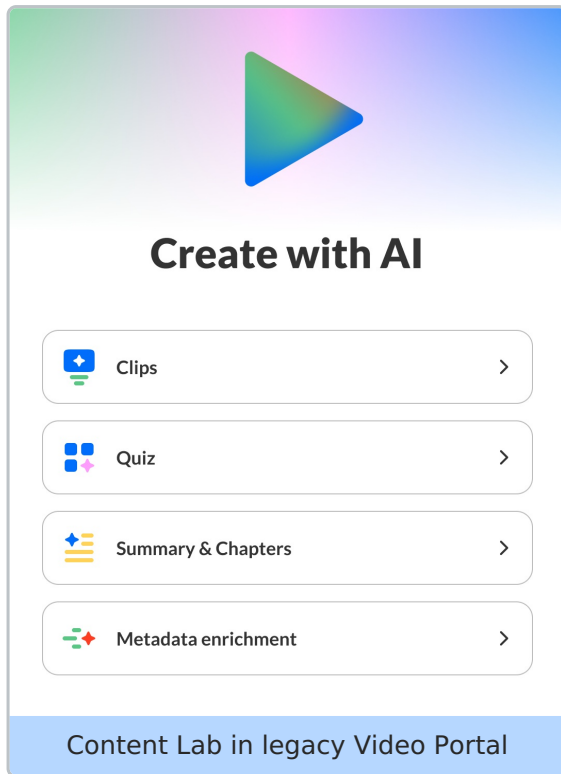 Create with AI
Clips
Quiz
Summary & Chapters
Metadata enrichment
Content Lab in legacy Video Portal